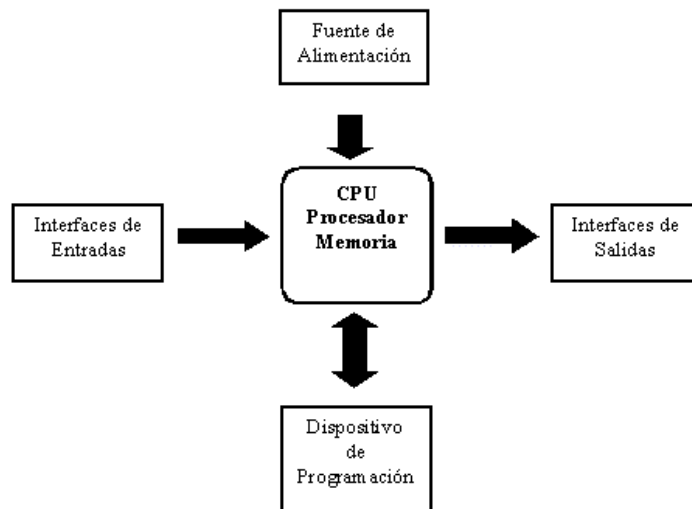 Fuente de
Alimentación
CPU
Procesador
Memoria
Interfaces de
Entradas
Interfaces de
Salidas
Dispositivo
de
Programación